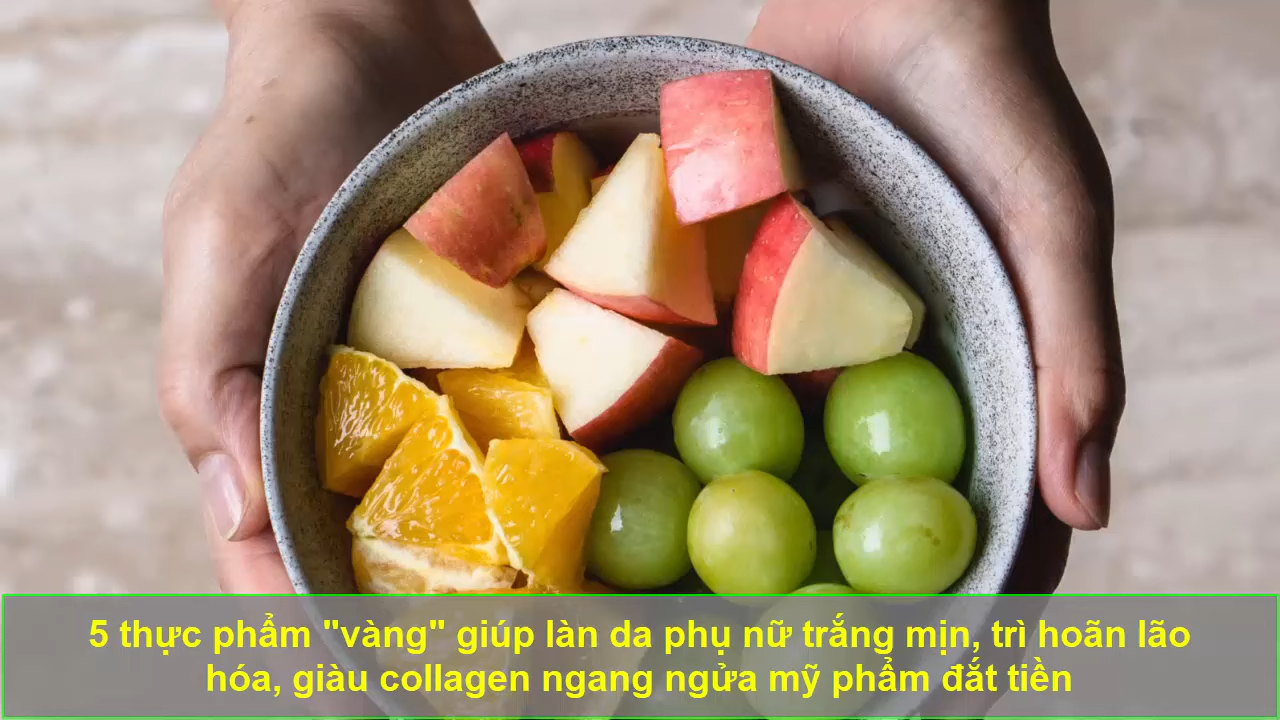 5 thực phẩm "vàng" giúp làn da phụ nữ trắng mịn, trì hoãn lão
hóa, giàu collagen ngang ngửa mỹ phẩm đắt tiền